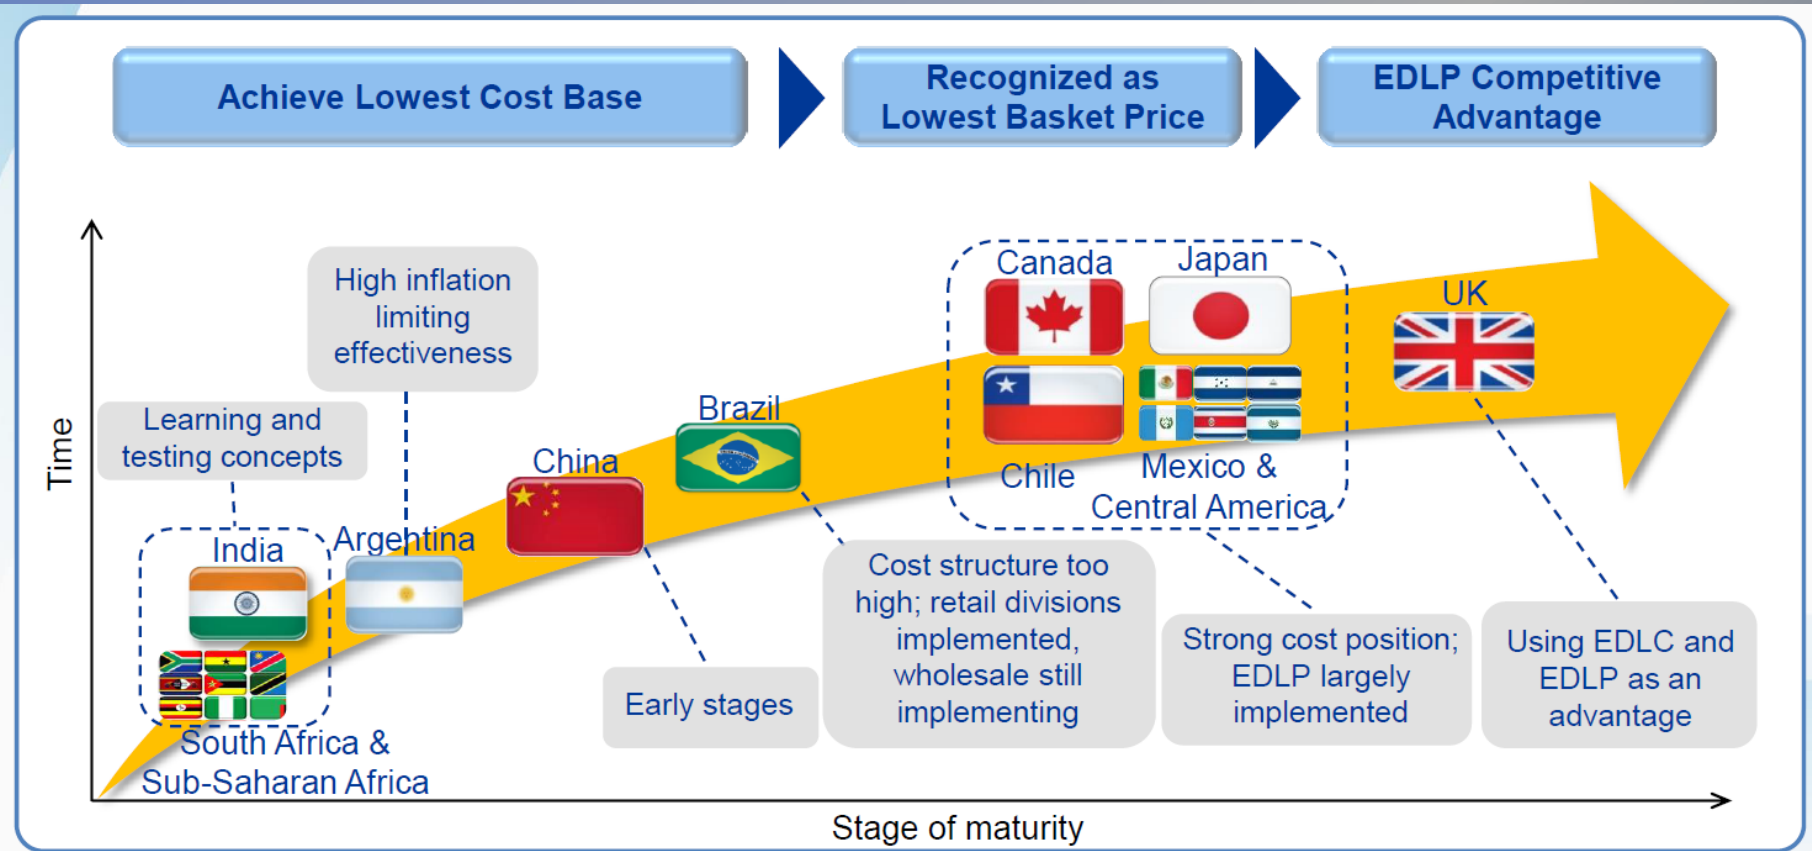 Achieve Lowest Cost Base
Recognized as
Lowest Basket Price
EDLP Competitive
Advantage
Time
High inflation
limiting
effectiveness
Learning and
testing concepts
India
South Africa &
Sub-Saharan Africa
Argentina
China
Brazil
Canada
Japan
Chile
Mexico &
Central America
UK
Early stages
Cost structure too
high; retail divisions
implemented,
wholesale still
implementing
Strong cost position;
EDLP largely
implemented
Using EDLC and
EDLP as an
advantage
Stage of maturity